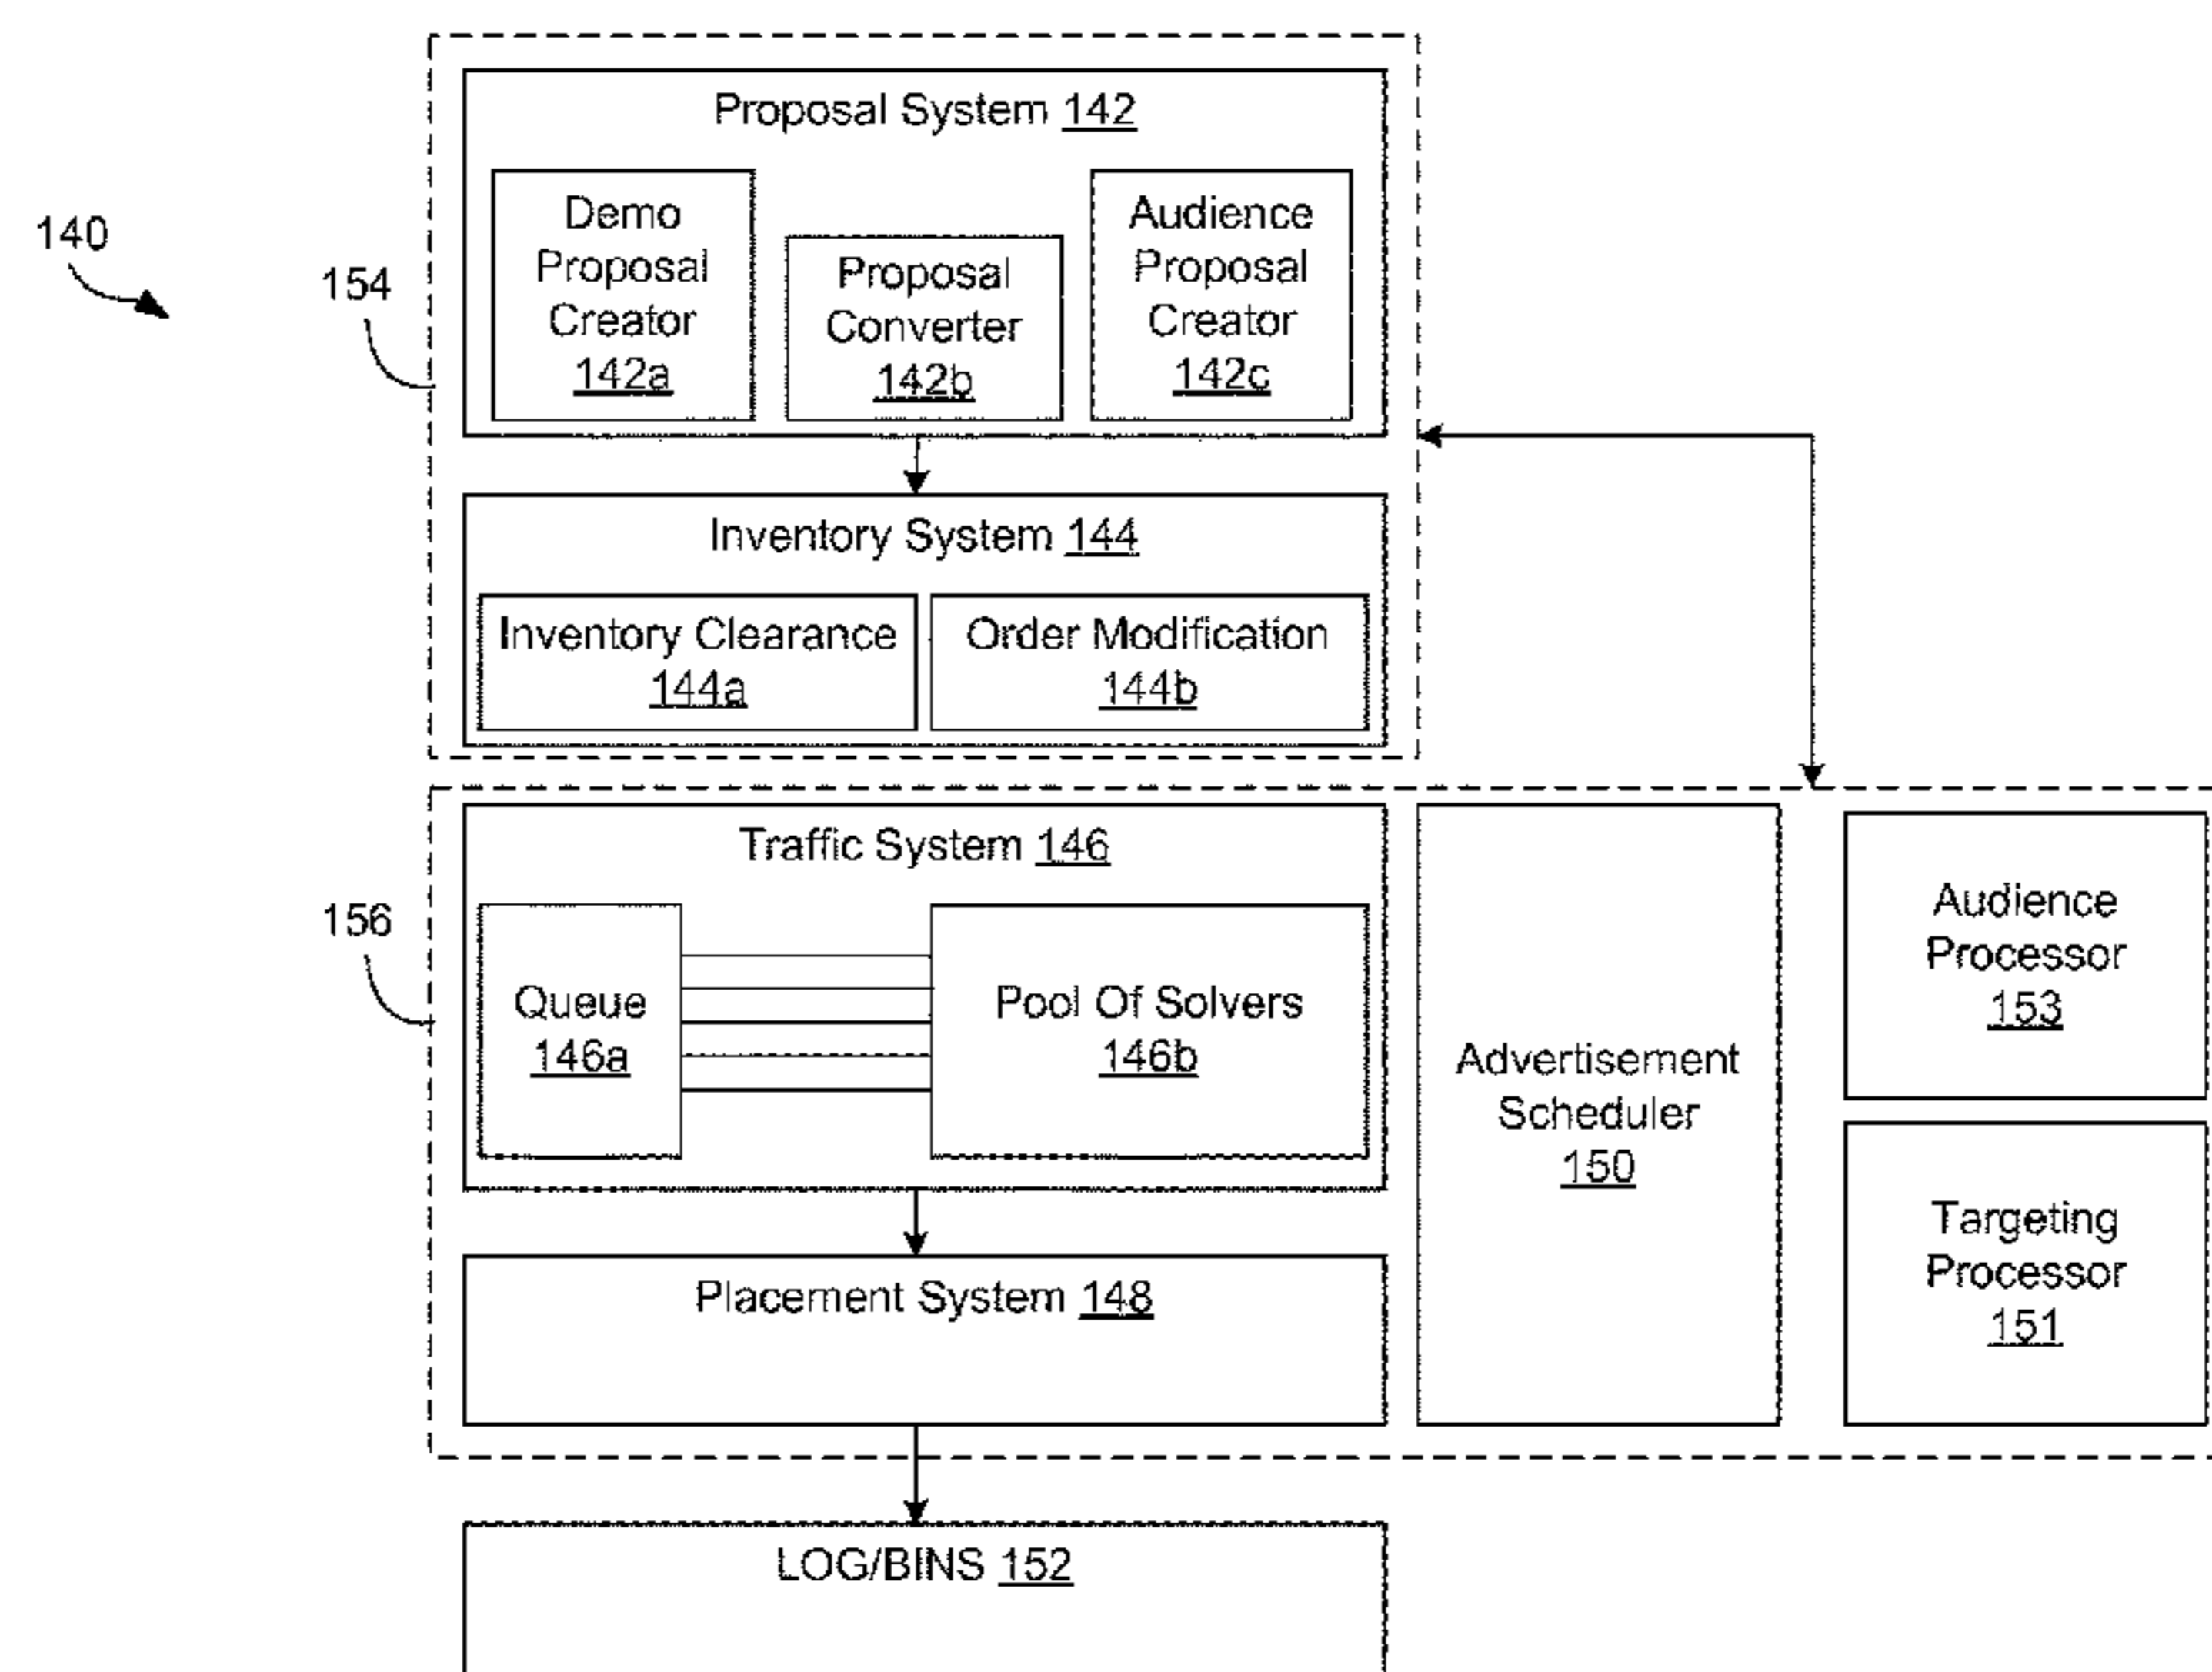 140
154
Proposal System 142
Demo
Proposal
Creator
142a
Proposal
Converter
142b
Audience
Proposal
Creator
142c
Inventory System 144
Inventory Clearance
144a
Order Modification
144b
156
Traffic System 146
Queue
146a
Pool Of Solvers
146b
Placement System 148
Advertisement
Scheduler
150
Audience
Processor
153
Targeting
Processor
151
LOG/BINS 152